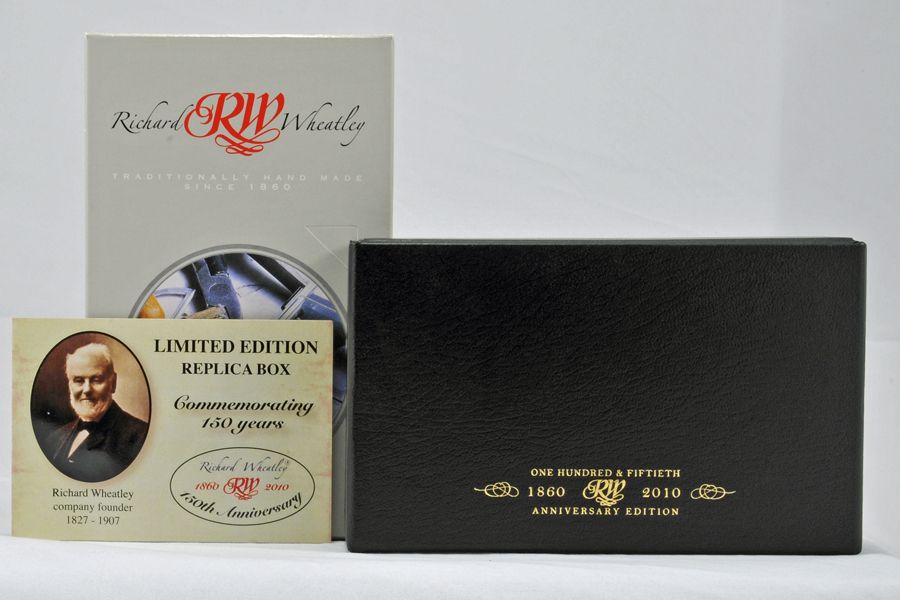 Richard RW Wheatley
TRADITIONALLY HAND MADE
SINCE 1860
LIMITED EDITION
REPLICA BOX
Commemorating
150 years
Richard Wheatley
company founder
1827 - 1907
Richard Wheatley
1860 RW 2010
150th Anniversary
ONE HUNDRED & FIFTIETH
1860 RW 2010
ANNIVERSARY EDITION